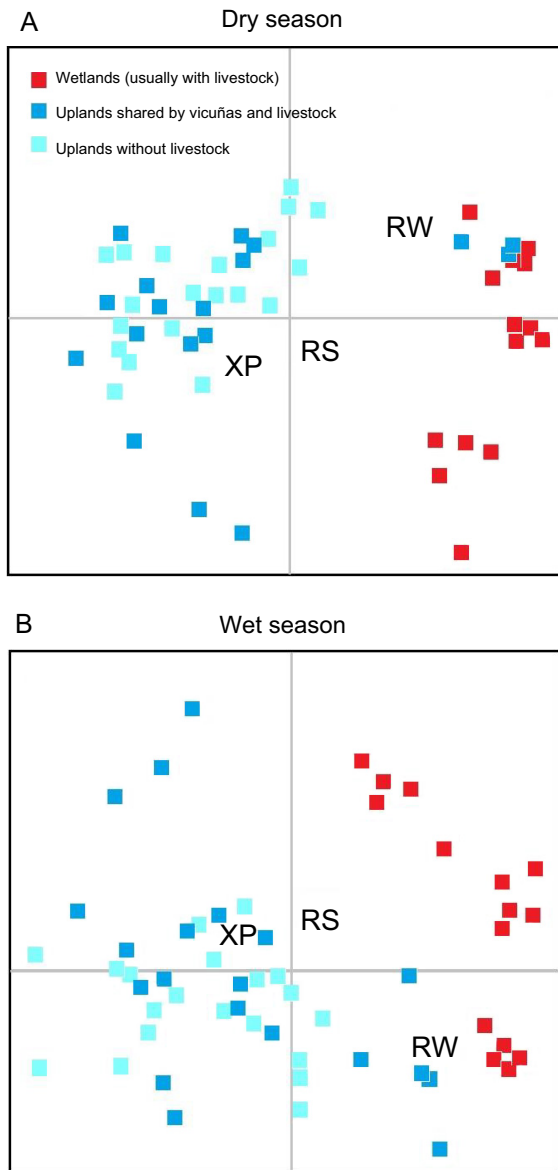 A
Dry season
Wetlands (usually with livestock)
Uplands shared by vicuñas and livestock
Uplands without livestock
RW
XP
RS
B
Wet season
XP
RS
RW